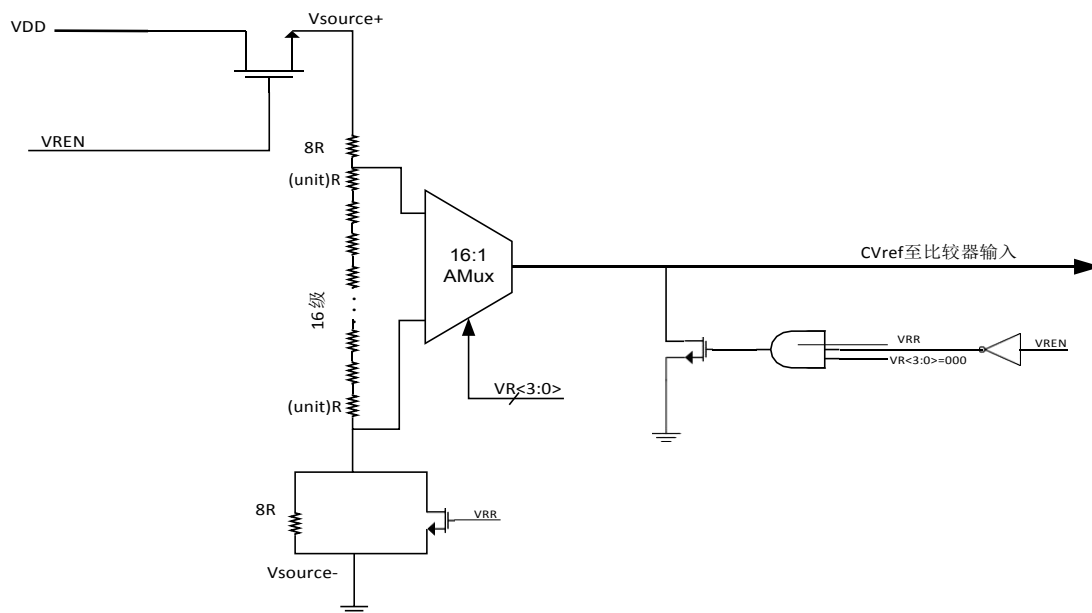 Vsource+
VDD
VREN
8R
(unit)R
16:1
AMux
CVref至比较器输入
16级
VRR
VREN
VR<3:0>=000
VR<3:0>
(unit)R
8R
VRR
Vsource-